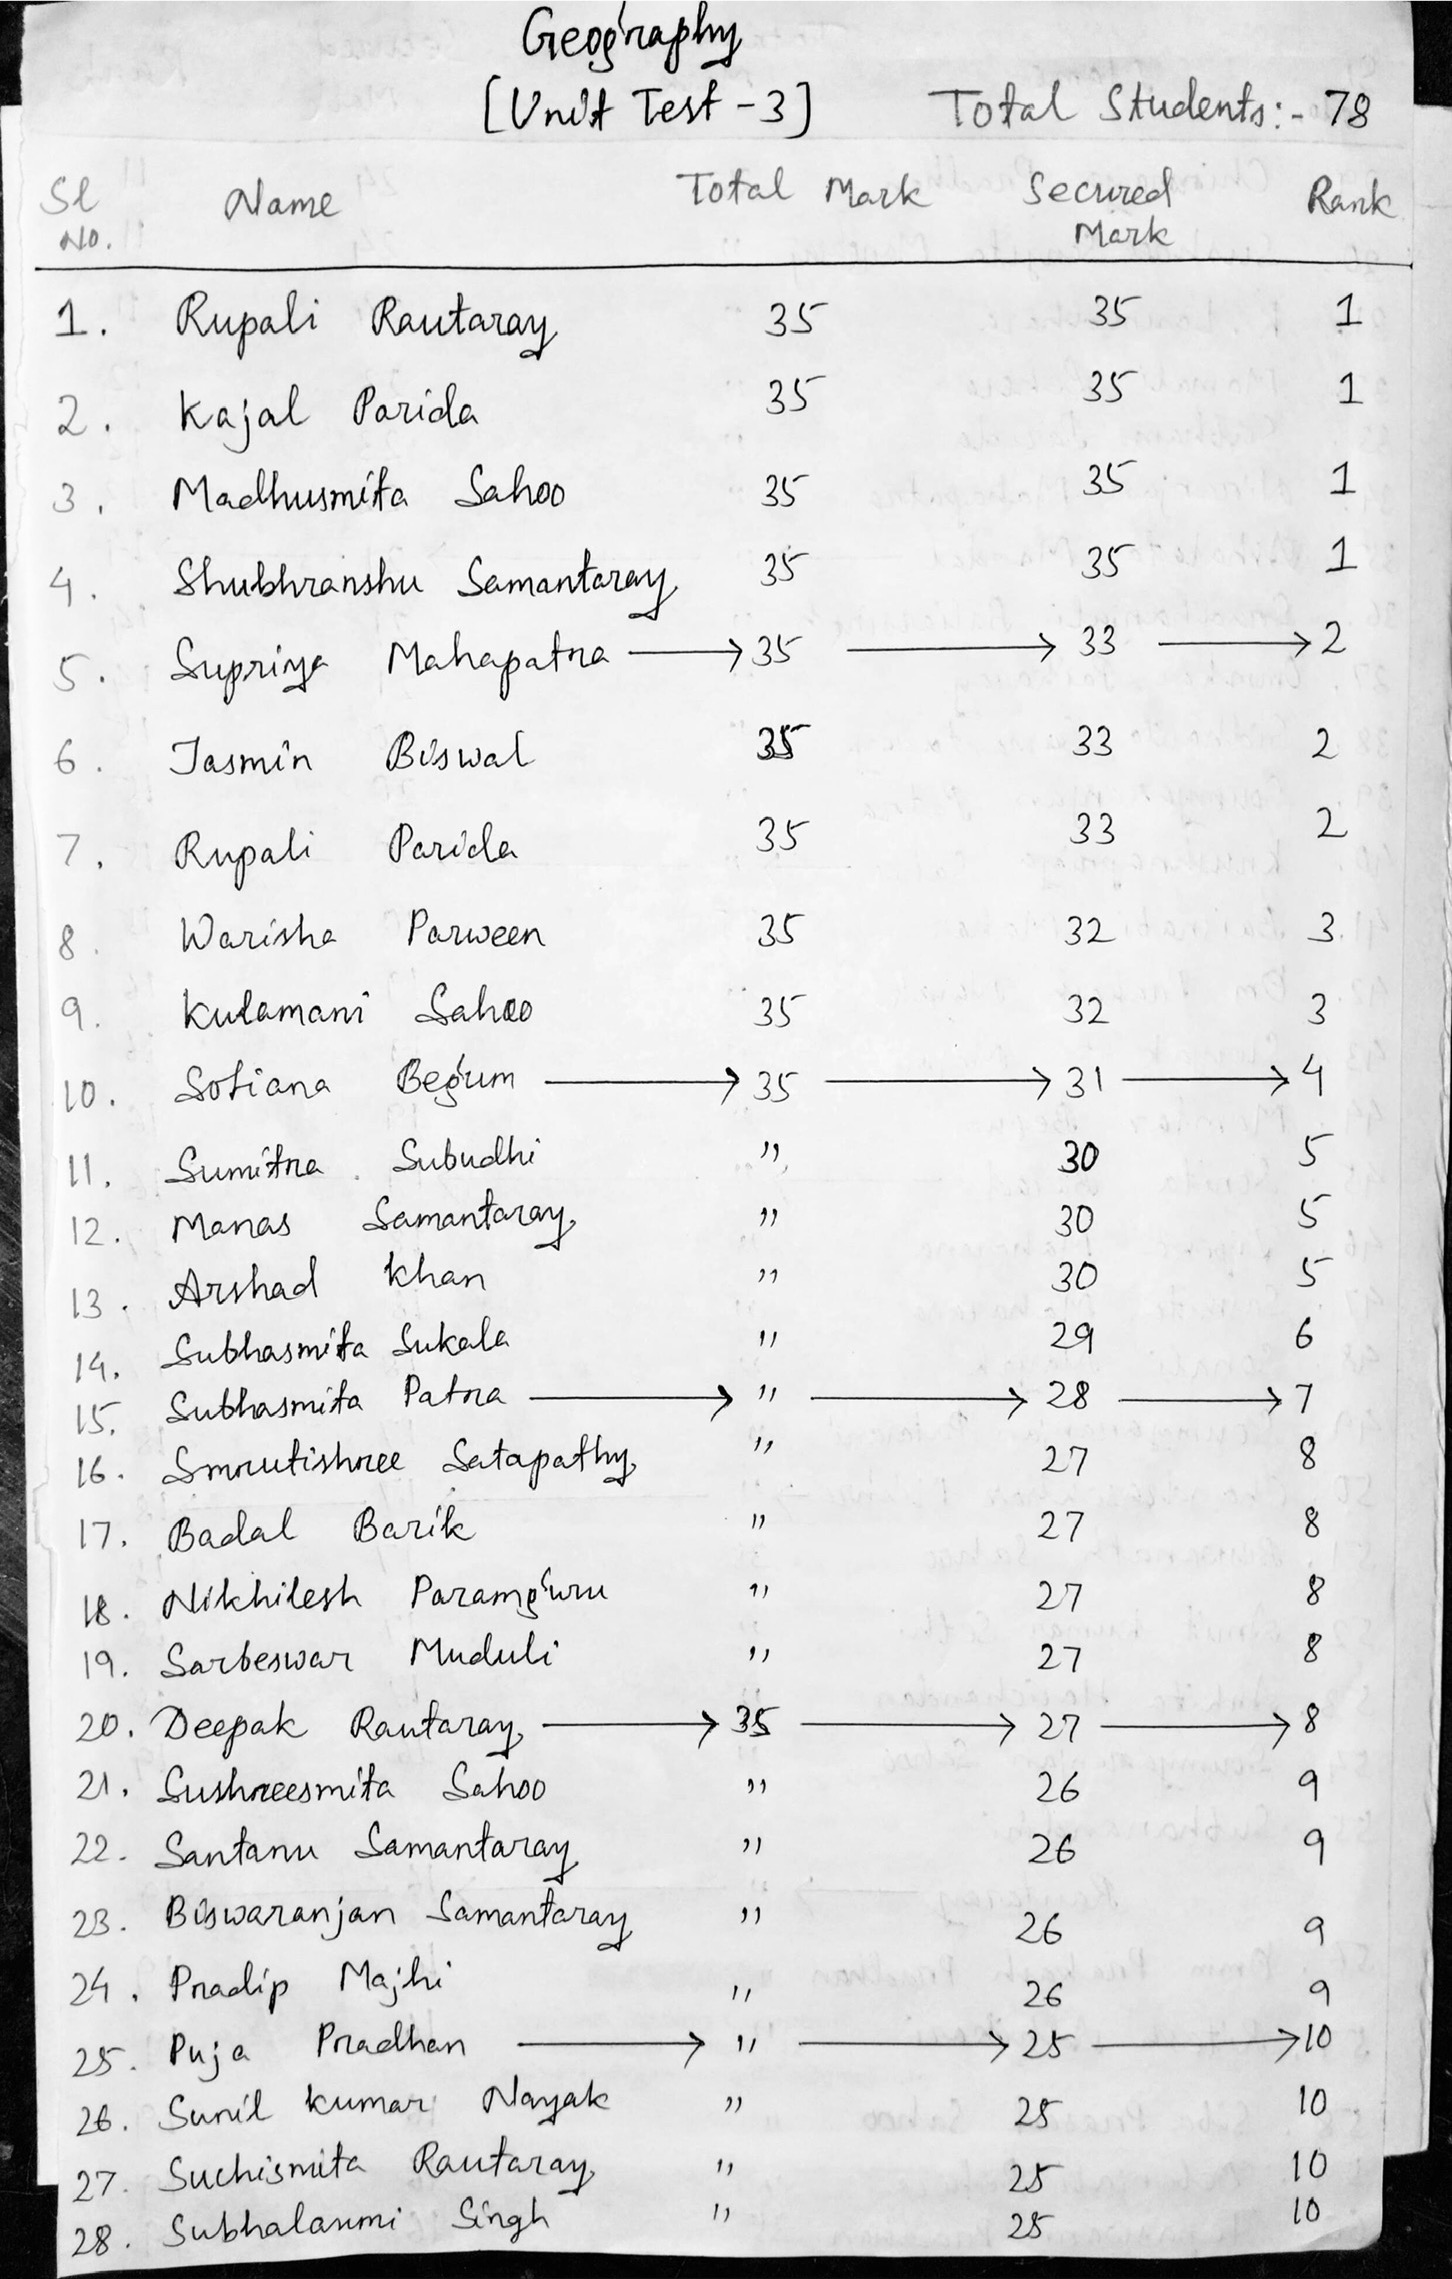 Geography
[Unit Test - 3] Total Students:- 78
Sl No. Name Total Mark Secured Mark Rank
1. Rupali Rautaray 35 35 1
2. Kajal Parida 35 35 1
3. Madhusmita Sahoo 35 35 1
4. Shubhranshu Samantaray 35 35 1
5. Supriya Mahapatra → 35 → 33 → 2
6. Jasmin Biswal 35 33 2
7. Rupali Parida 35 33 2
8. Warisha Parween 35 32 3
9. Kulamani Sahoo 35 32 3
10. Sofiana Begum → 35 → 31 → 4
11. Sumitra Subudhi " 30 5
12. Manas Samantaray " 30 5
13. Arshad Khan " 30 5
14. Subhasmita Sukala " 29 6
15. Subhasmita Patra → " → 28 → 7
16. Smrutishree Satapathy " 27 8
17. Badal Barik " 27 8
18. Nikhilesh Paramguru " 27 8
19. Sarbeswar Muduli " 27 8
20. Deepak Rautaray → 35 → 27 → 8
21. Sushreesmita Sahoo " 26 9
22. Santanu Samantaray " 26 9
23. Biswaranjan Samantaray " 26 9
24. Pradip Majhi " 26 9
25. Puja Pradhan → " → 25 → 10
26. Sunil Kumar Nayak " 25 10
27. Suchismita Rautaray " 25 10
28. Subhalaxmi Singh " 25 10